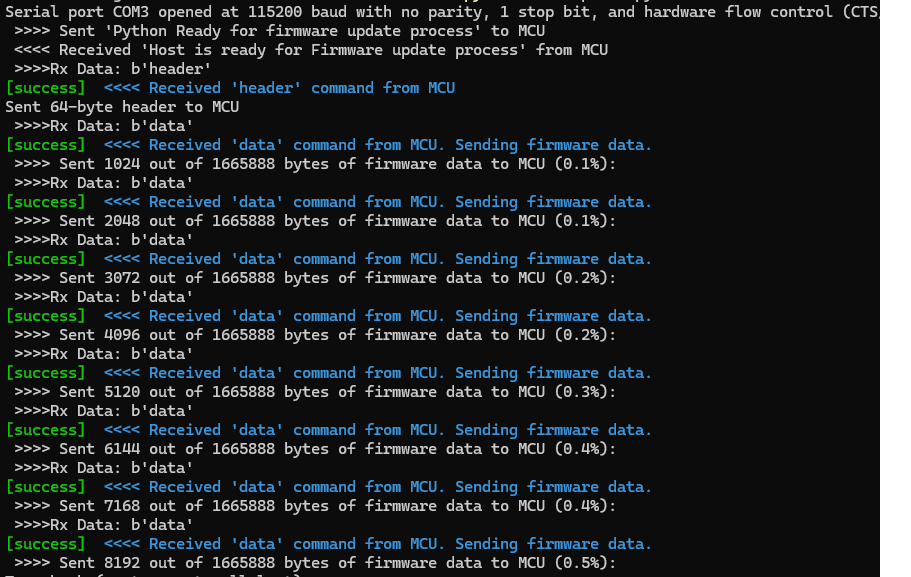 Serial port COM3 opened at 115200 baud with no parity, 1 stop bit, and hardware flow control (CTS
>>>> Sent 'Python Ready for firmware update process' to MCU
<<<< Received 'Host is ready for Firmware update process' from MCU
>>>>Rx Data: b'header'
[success]  <<<< Received 'header' command from MCU
Sent 64-byte header to MCU
>>>>Rx Data: b'data'
[success]  <<<< Received 'data' command from MCU. Sending firmware data.
>>>> Sent 1024 out of 1665888 bytes of firmware data to MCU (0.1%):
>>>>Rx Data: b'data'
[success]  <<<< Received 'data' command from MCU. Sending firmware data.
>>>> Sent 2048 out of 1665888 bytes of firmware data to MCU (0.1%):
>>>>Rx Data: b'data'
[success]  <<<< Received 'data' command from MCU. Sending firmware data.
>>>> Sent 3072 out of 1665888 bytes of firmware data to MCU (0.2%):
>>>>Rx Data: b'data'
[success]  <<<< Received 'data' command from MCU. Sending firmware data.
>>>> Sent 4096 out of 1665888 bytes of firmware data to MCU (0.2%):
>>>>Rx Data: b'data'
[success]  <<<< Received 'data' command from MCU. Sending firmware data.
>>>> Sent 5120 out of 1665888 bytes of firmware data to MCU (0.3%):
>>>>Rx Data: b'data'
[success]  <<<< Received 'data' command from MCU. Sending firmware data.
>>>> Sent 6144 out of 1665888 bytes of firmware data to MCU (0.4%):
>>>>Rx Data: b'data'
[success]  <<<< Received 'data' command from MCU. Sending firmware data.
>>>> Sent 7168 out of 1665888 bytes of firmware data to MCU (0.4%):
>>>>Rx Data: b'data'
[success]  <<<< Received 'data' command from MCU. Sending firmware data.
>>>> Sent 8192 out of 1665888 bytes of firmware data to MCU (0.5%):